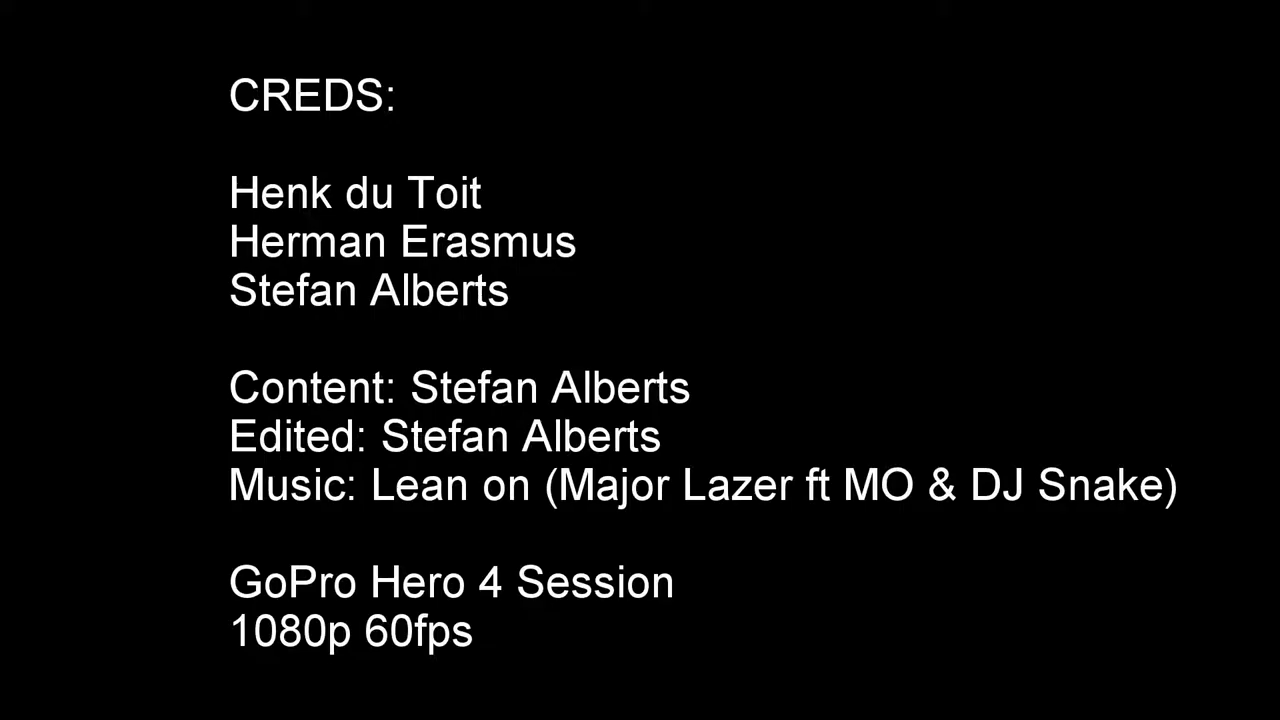 CREDS:
Henk du Toit
Herman Erasmus
Stefan Alberts
Content: Stefan Alberts
Edited: Stefan Alberts
Music: Lean on (Major Lazer ft MO & DJ Snake)
GoPro Hero 4 Session
1080p 60fps